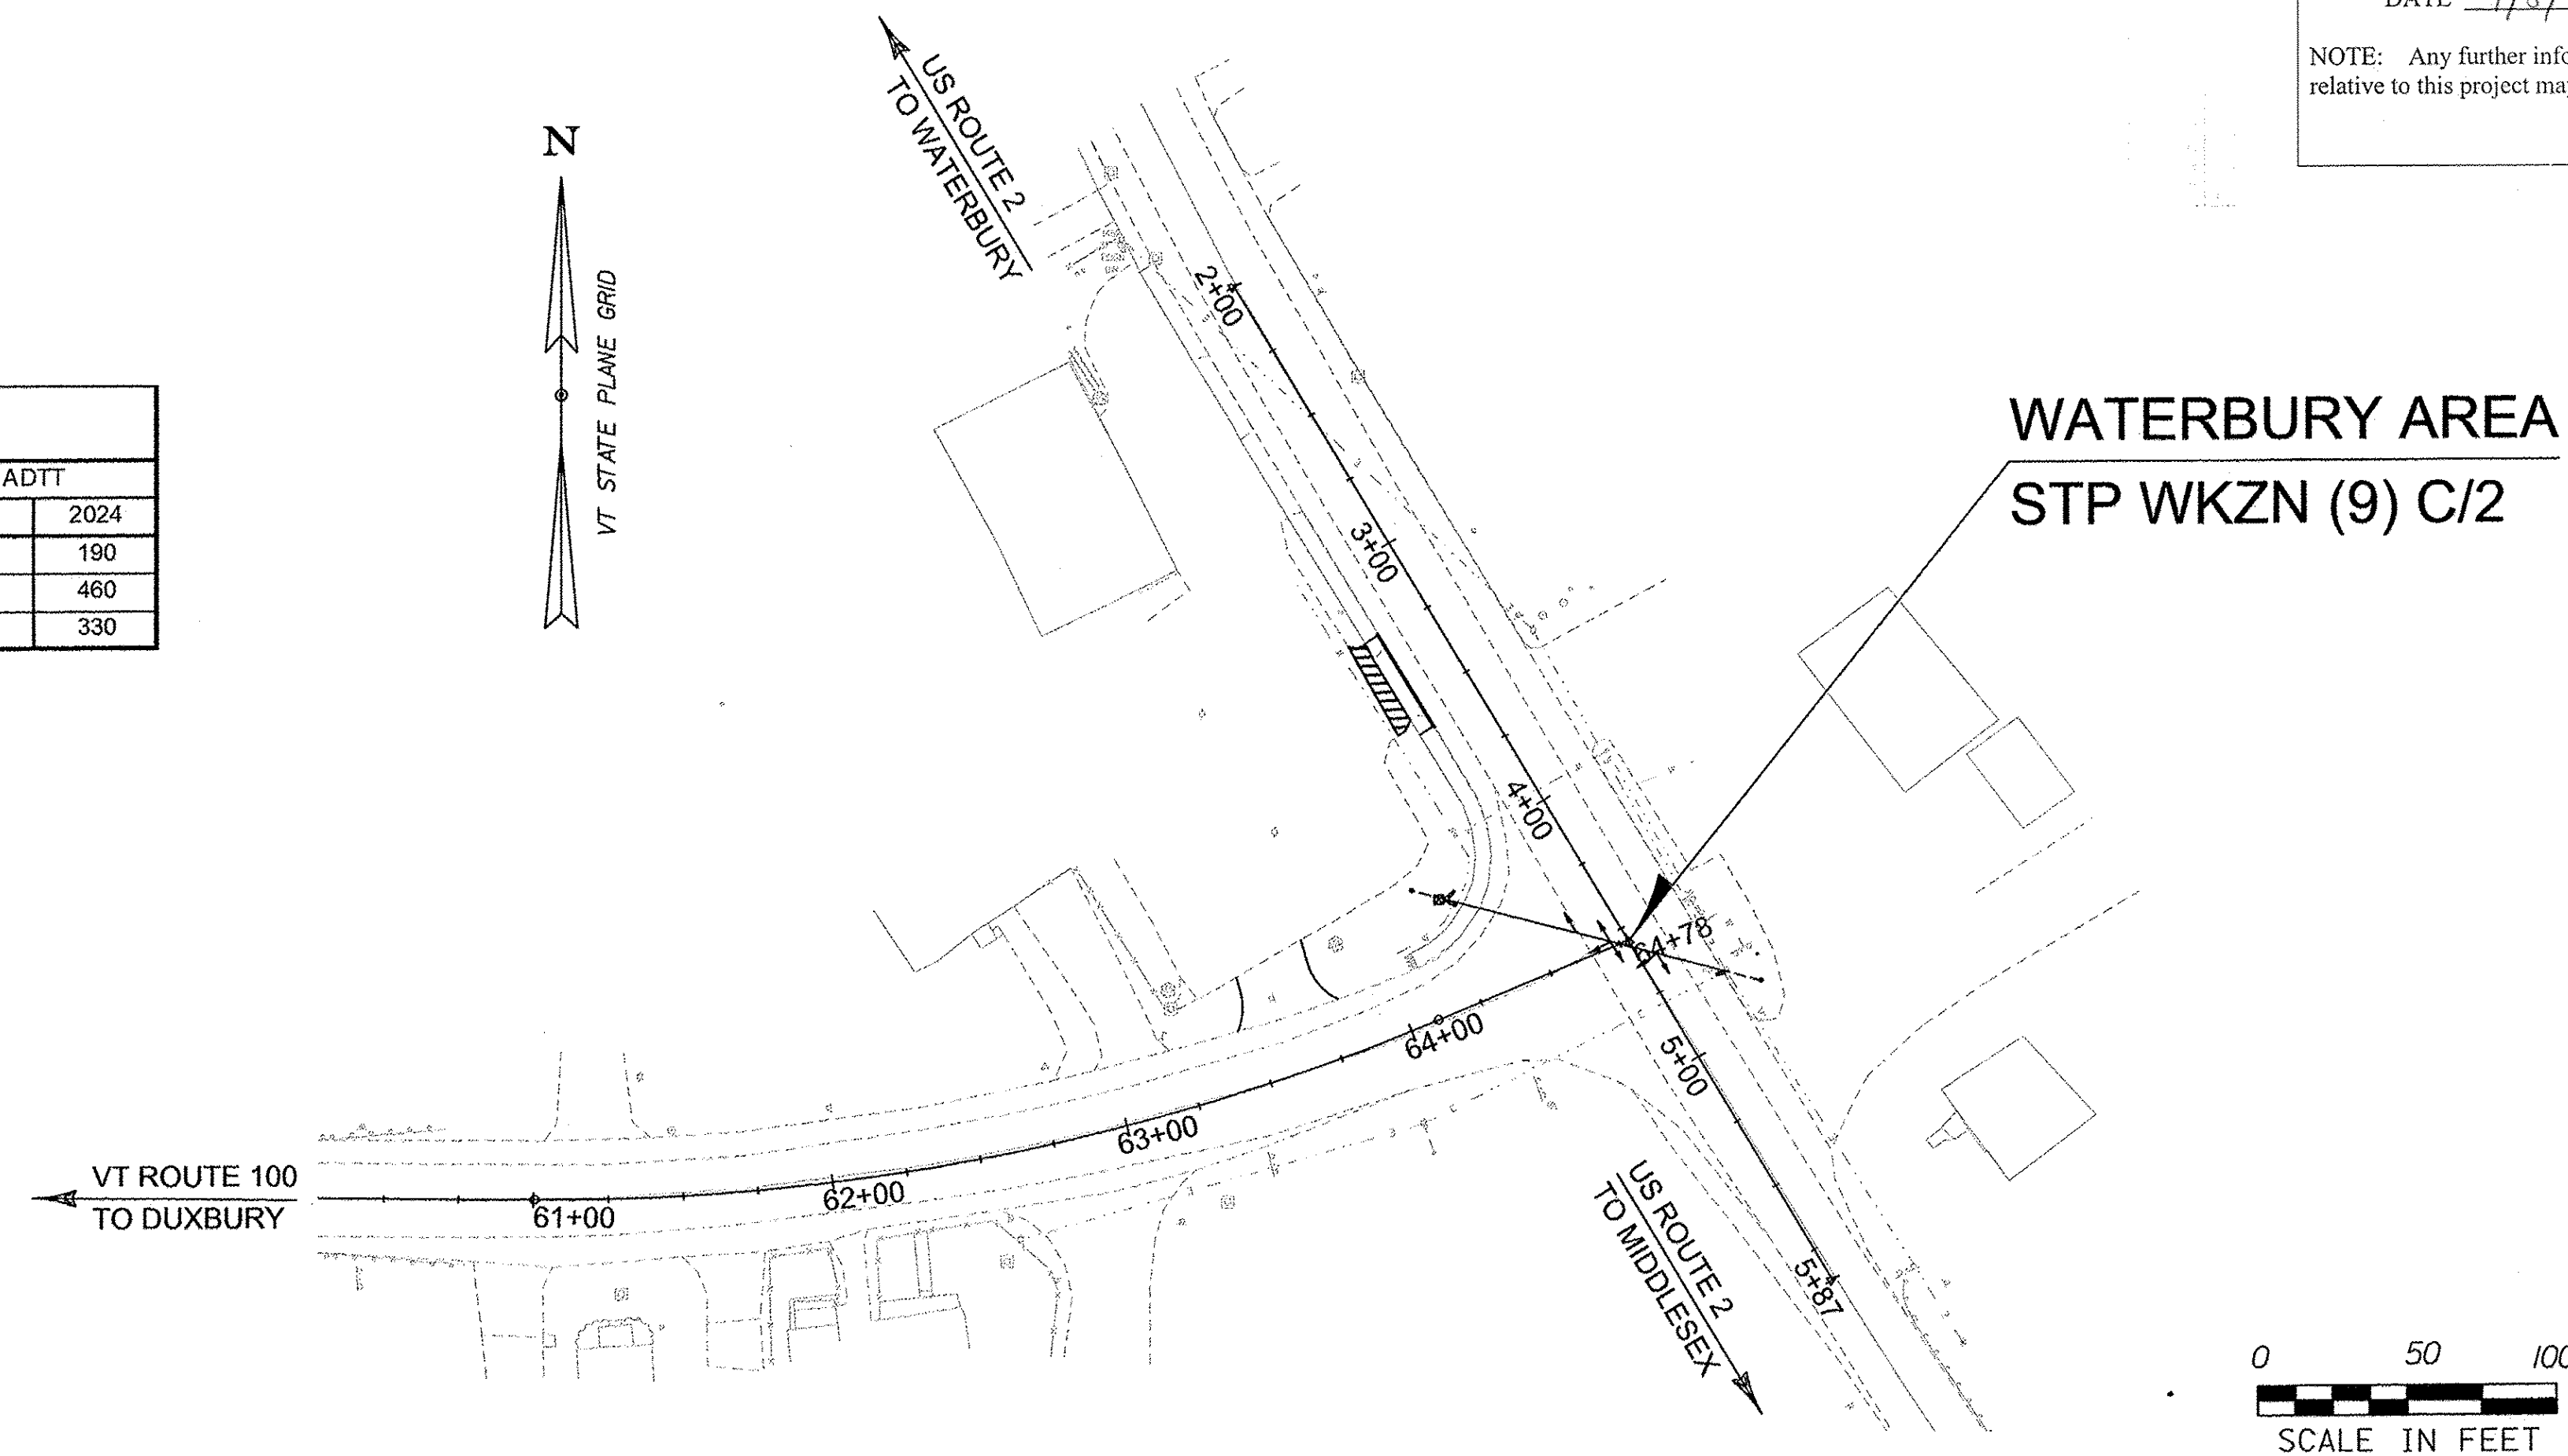 DATE
NOTE: Any further info
relative to this project may
US ROUTE 2
TO WATERBURY
N
VT STATE PLANE GRID
ADTT
2024
190
460
330
WATERBURY AREA
STP WKZN (9) C/2
2+00
3+00
4+00
64+78
5+00
5+87
64+00
63+00
62+00
61+00
VT ROUTE 100
TO DUXBURY
US ROUTE 2
TO MIDDLESEX
0 50 100
SCALE IN FEET